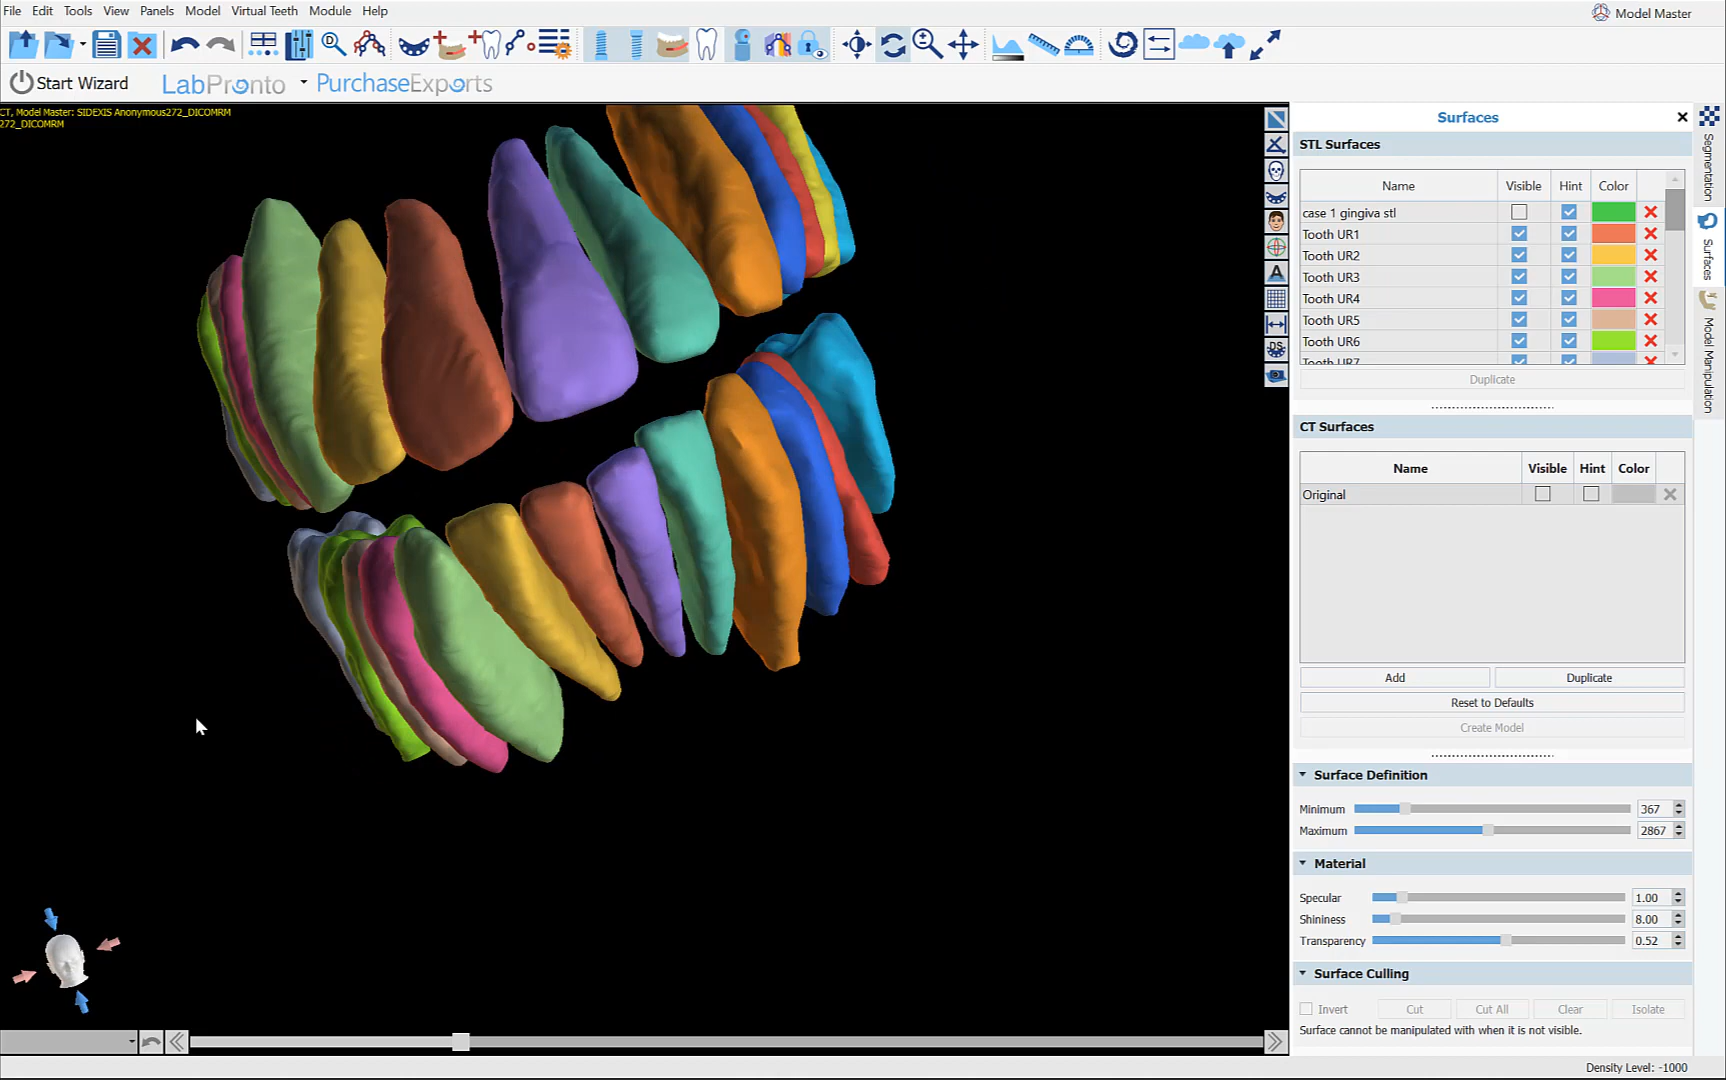 File Edit Tools View Panels Model Virtual Teeth Module Help
Model Master
Start Wizard LabPronto PurchaseExports
CT, Model Master: SIDEXIS Anonymous272_DICOMRM
272_DICOMRM
Surfaces
STL Surfaces
Name Visible Hint Color
case 1 gingiva stl
Tooth UR1
Tooth UR2
Tooth UR3
Tooth UR4
Tooth UR5
Tooth UR6
Tooth UR7
Duplicate
CT Surfaces
Name Visible Hint Color
Original
Add Duplicate
Reset to Defaults
Create Model
Surface Definition
Minimum 367
Maximum 2867
Material
Specular 1.00
Shininess 8.00
Transparency 0.52
Surface Culling
Invert Cut Cut All Clear Isolate
Surface cannot be manipulated with when it is not visible.
Density Level: -1000
Segmentation
Surfaces
Model Manipulation
D
A
DS